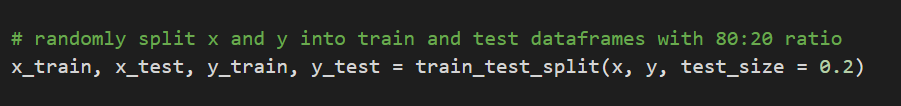 # randomly split x and y into train and test dataframes with 80:20 ratio
x_train, x_test, y_train, y_test = train_test_split(x, y, test_size = 0.2)